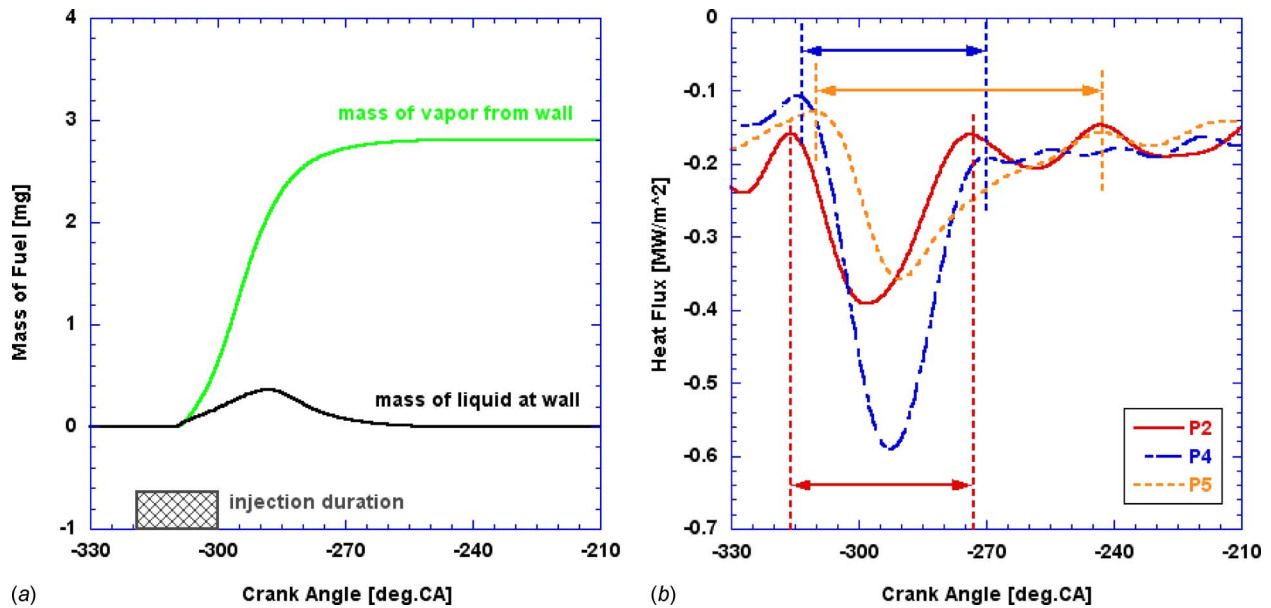 4
3
2
1
0
-1
Mass of Fuel [mg]
mass of vapor from wall
mass of liquid at wall
injection duration
-330 -300 -270 -240 -210
(a) Crank Angle [deg.CA]
0
-0.1
-0.2
-0.3
-0.4
-0.5
-0.6
-0.7
Heat Flux [MW/m^2]
P2
P4
P5
-330 -300 -270 -240 -210
(b) Crank Angle [deg.CA]